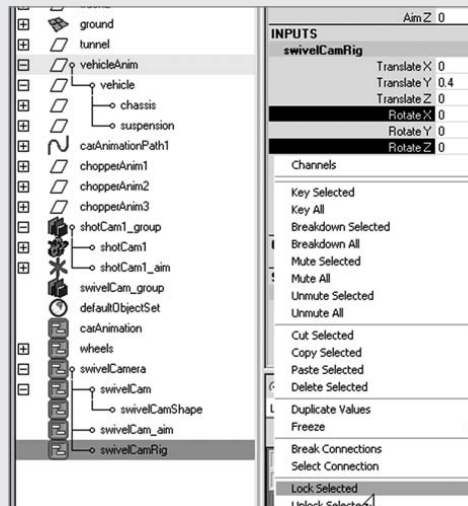 ground
tunnel
vehicleAnim
vehicle
chassis
suspension
carAnimationPath1
chopperAnim1
chopperAnim2
chopperAnim3
shotCam1_group
shotCam1
shotCam1_aim
swivelCam_group
defaultObjectSet
carAnimation
wheels
swivelCamera
swivelCam
swivelCamShape
swivelCam_aim
swivelCamRig
Aim Z 0
INPUTS
swivelCamRig
Translate X 0
Translate Y 0.4
Translate Z 0
Rotate X 0
Rotate Y 0
Rotate Z 0
Channels
Key Selected
Key All
Breakdown Selected
Breakdown All
Mute Selected
Mute All
Unmute Selected
Unmute All
Cut Selected
Copy Selected
Paste Selected
Delete Selected
Duplicate Values
Freeze
Break Connections
Select Connection
Lock Selected
Unlock Selected